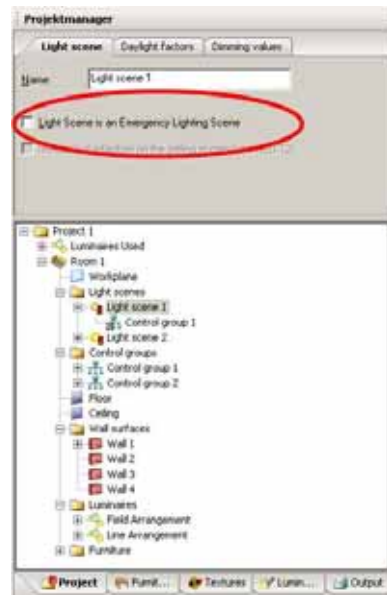 Projektmanager
Light scene Daylight factors Dimming values
Name Light scene 1
Light Scene is an Emergency Lighting Scene
Project 1
Luminaires Used
Room 1
Workplane
Light scenes
Light scene 1
Control group 1
Light scene 2
Control groups
Control group 1
Control group 2
Floor
Ceiling
Wall surfaces
Wall 1
Wall 2
Wall 3
Wall 4
Luminaires
Field Arrangement
Line Arrangement
Furniture
Project Furnit... Textures Lumin... Output